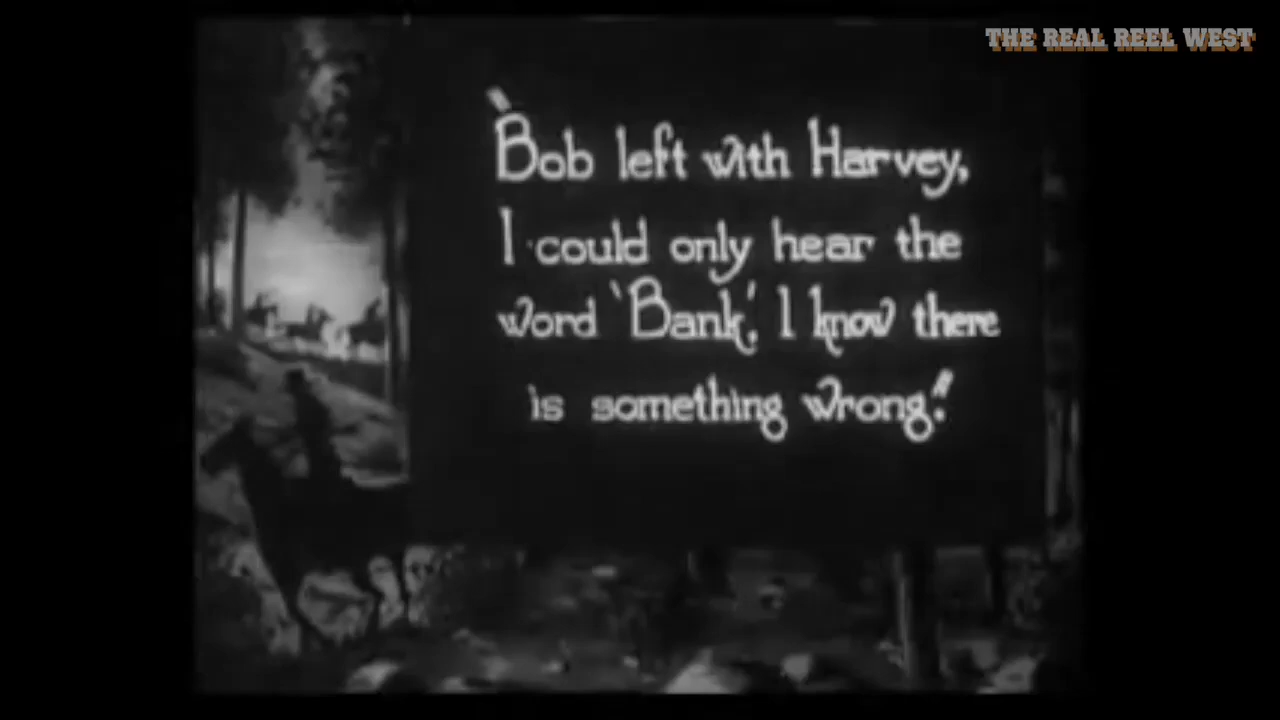 THE REAL REEL WEST
"Bob left with Harvey,
I could only hear the
word 'Bank'. I know there
is something wrong."